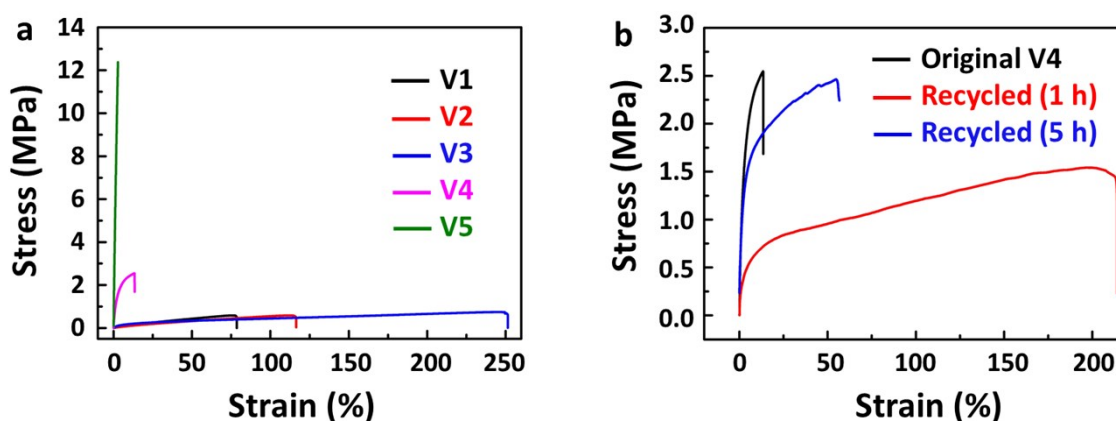 a
14
12
10
8
6
4
2
0
Stress (MPa)
V1
V2
V3
V4
V5
0 50 100 150 200 250
Strain (%)
b
3.0
2.5
2.0
1.5
1.0
0.5
0.0
Stress (MPa)
Original V4
Recycled (1 h)
Recycled (5 h)
0 50 100 150 200
Strain (%)